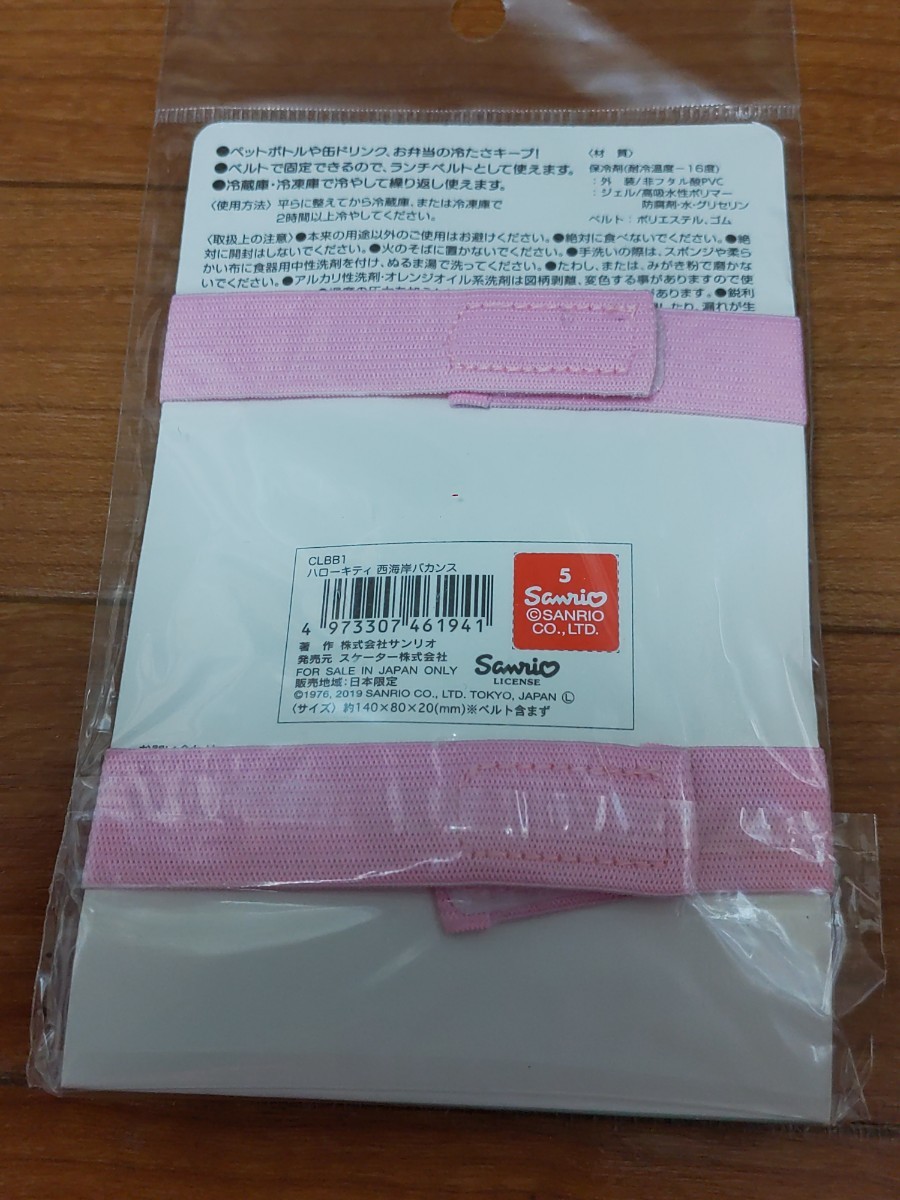 ●ペットボトルや缶ドリンク、お弁当の冷たさキープ!
●ベルトで固定できるので、ランチベルトとして使えます。
●冷蔵庫・冷凍庫で冷やして繰り返し使えます。
〈使用方法〉平らに整えてから冷蔵庫、または冷凍庫で
2時間以上冷やしてください。
〈材 質〉
保冷剤(耐冷温度-16度)
:外 装/非フタル酸PVC
:ジェル/高吸水性ポリマー
防腐剤・水・グリセリン
ベルト:ポリエステル、ゴム
〈取扱上の注意〉●本来の用途以外のご使用はお避けください。●絶対に食べないでください。●絶
対に開封はしないでください。●火のそばに置かないでください。●手洗いの際は、スポンジや柔ら
かい布に食器用中性洗剤を付け、ぬるま湯で洗ってください。●たわし、または、みがき粉で磨かな
いでください。●アルカリ性洗剤・オレンジオイル系洗剤は図柄剥離、変色する事がありますので使
があります。●鋭利
したり、漏れが生
CLBB1
ハローキティ 西海岸バカンス
4 973307 461941
著 作 株式会社サンリオ
発売元 スケーター株式会社
FOR SALE IN JAPAN ONLY
販売地域:日本限定
©1976, 2019 SANRIO CO., LTD. TOKYO, JAPAN Ⓛ
〈サイズ〉約140×80×20(mm)※ベルト含まず
5
Sanrio
©SANRIO
CO., LTD.
Sanrio
LICENSE